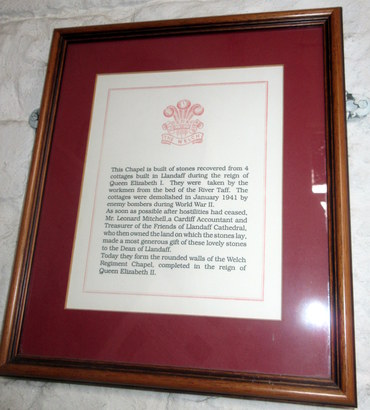 This Chapel is built of stones recovered from 4
cottages built in Llandaff during the reign of
Queen Elizabeth I. They were taken by the
workmen from the bed of the River Taff. The
cottages were demolished in January 1941 by
enemy bombers during World War II.
As soon as possible after hostilities had ceased,
Mr. Leonard Mitchell,a Cardiff Accountant and
Treasurer of the Friends of Llandaff Cathedral,
who then owned the land on which the stones lay,
made a most generous gift of these lovely stones
to the Dean of Llandaff.
Today they form the rounded walls of the Welch
Regiment Chapel, completed in the reign of
Queen Elizabeth II.